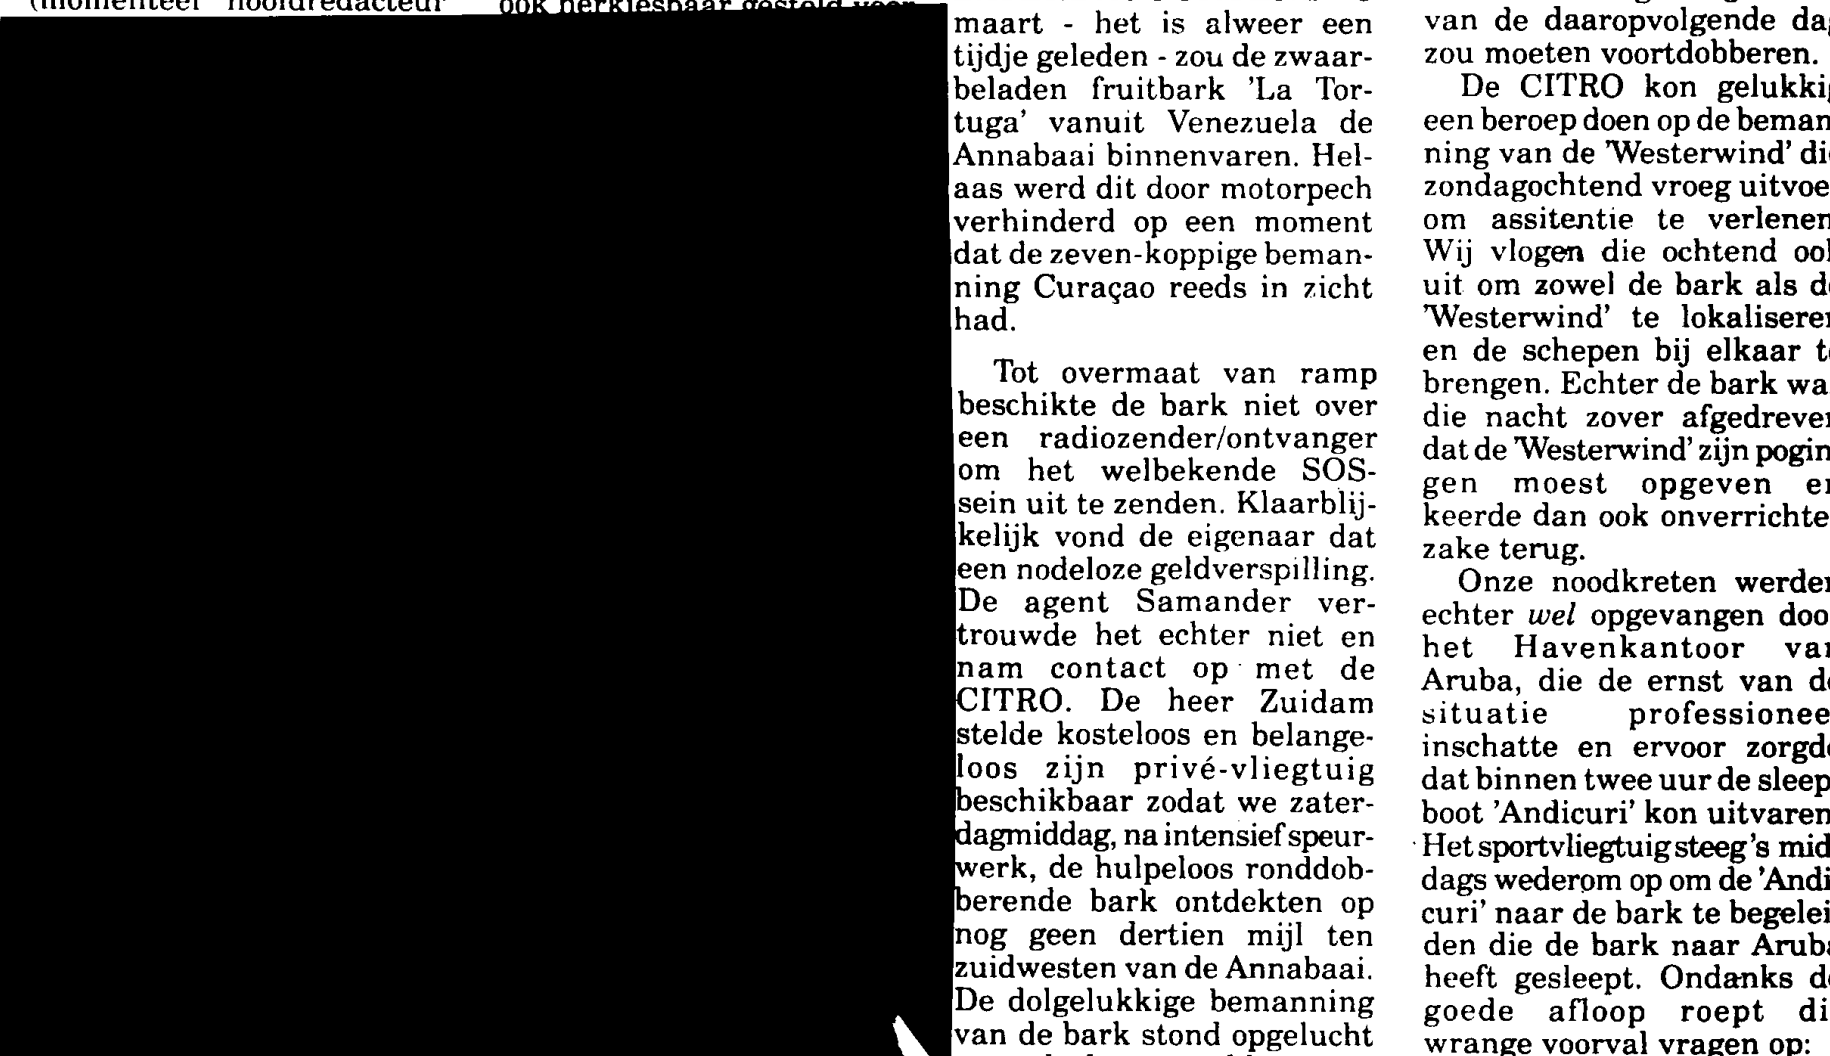 (momenteel hoofdredacteur
ook herkiesbaar gesteld voor
maart - het is alweer een
tijdje geleden - zou de zwaar-
beladen fruitbark 'La Tor-
tuga' vanuit Venezuela de
Annabaai binnenvaren. Hel-
aas werd dit door motorpech
verhinderd op een moment
dat de zeven-koppige beman-
ning Curaçao reeds in zicht
had.
Tot overmaat van ramp
beschikte de bark niet over
een radiozender/ontvanger
om het welbekende SOS-
sein uit te zenden. Klaarblij-
kelijk vond de eigenaar dat
een nodeloze geldverspilling.
De agent Samander ver-
trouwde het echter niet en
nam contact op met de
CITRO. De heer Zuidam
stelde kosteloos en belange-
loos zijn privé-vliegtuig
beschikbaar zodat we zater-
dagmiddag, na intensief speur-
werk, de hulpeloos ronddob-
berende bark ontdekten op
nog geen dertien mijl ten
zuidwesten van de Annabaai.
De dolgelukkige bemanning
van de bark stond opgelucht
van de daaropvolgende da
zou moeten voortdobberen.
De CITRO kon gelukki
een beroep doen op de beman
ning van de 'Westerwind' di
zondagochtend vroeg uitvoe
om assitentie te verlenen
Wij vlogen die ochtend oo
uit om zowel de bark als d
'Westerwind' te lokalisere
en de schepen bij elkaar t
brengen. Echter de bark wa
die nacht zover afgedreve
dat de 'Westerwind' zijn pogin
gen moest opgeven e
keerde dan ook onverrichte
zake terug.
Onze noodkreten werde
echter wel opgevangen doo
het Havenkantoor va
Aruba, die de ernst van d
situatie professionee
inschatte en ervoor zorgd
dat binnen twee uur de sleep
boot 'Andicuri' kon uitvaren
Het sportvliegtuig steeg 's mid
dags wederom op om de 'Andi
curi' naar de bark te begelei
den die de bark naar Arub
heeft gesleept. Ondanks d
goede afloop roept di
wrange voorval vragen op: